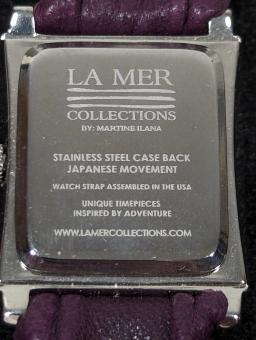 LA MER
COLLECTIONS
BY: MARTINE ILANA
STAINLESS STEEL CASE BACK
JAPANESE MOVEMENT
WATCH STRAP ASSEMBLED IN THE USA
UNIQUE TIMEPIECES
INSPIRED BY ADVENTURE
WWW.LAMERCOLLECTIONS.COM